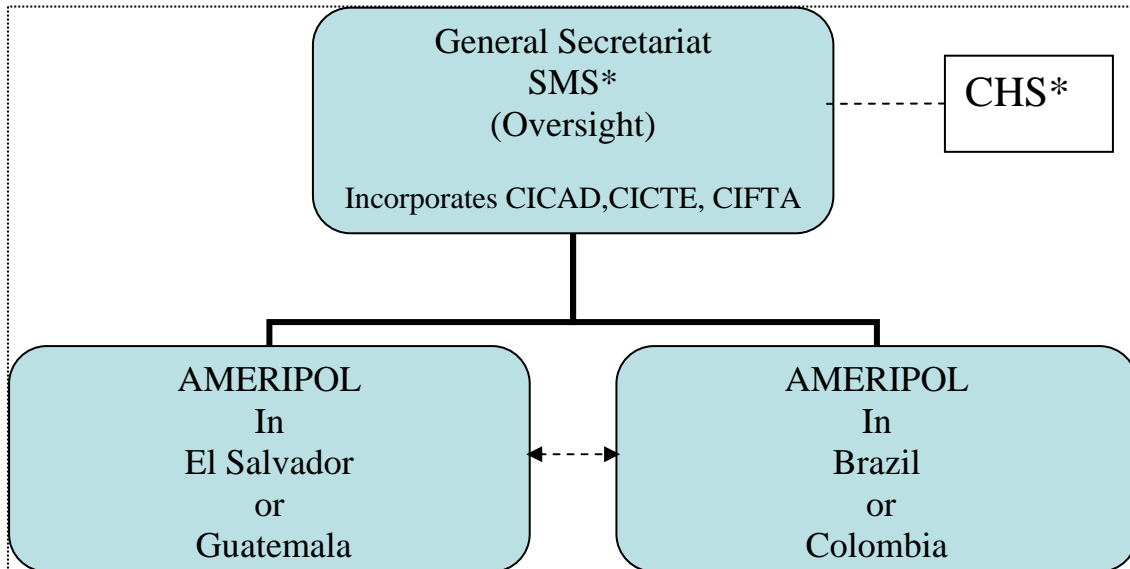 General Secretariat
SMS*
(Oversight)
Incorporates CICAD,CICTE, CIFTA
CHS*
AMERIPOL
In
El Salvador
or
Guatemala
AMERIPOL
In
Brazil
or
Colombia